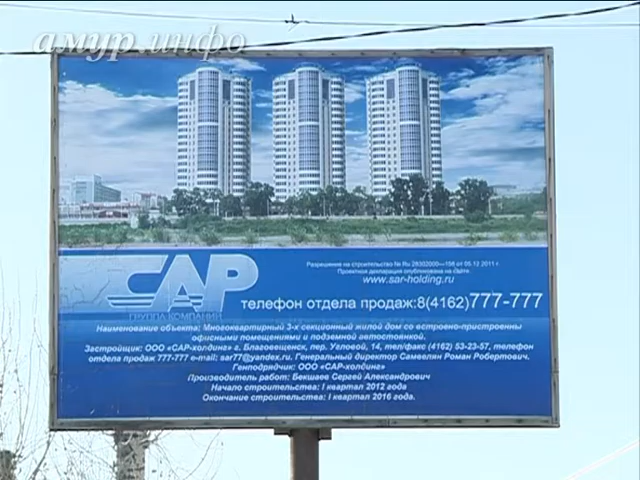 амур.инфо
САР
ГРУППА КОМПАНИЙ
Разрешение на строительство № Ru 28302000—158 от 05.12 2011 г
Проектная декларация опубликована на сайте
www.sar-holding.ru
телефон отдела продаж:8(4162)777-777
Наименование объекта: Многоквартирный 3-х секционный жилой дом со встроено-пристроенны
офисными помещениями и подземной автостоянкой.
Застройщик: ООО «САР-холдинг» г. Благовещенск, пер. Угловой, 14, тел/факс (4162) 53-23-57, телефон
отдела продаж 777-777 e-mail: sar77@yandex.ru. Генеральный директор Самвелян Роман Робертович.
Генподрядчик: ООО «САР-холдинг»
Производитель работ: Бекшаев Сергей Александрович
Начало строительства: I квартал 2012 года
Окончание строительства: I квартал 2016 года.